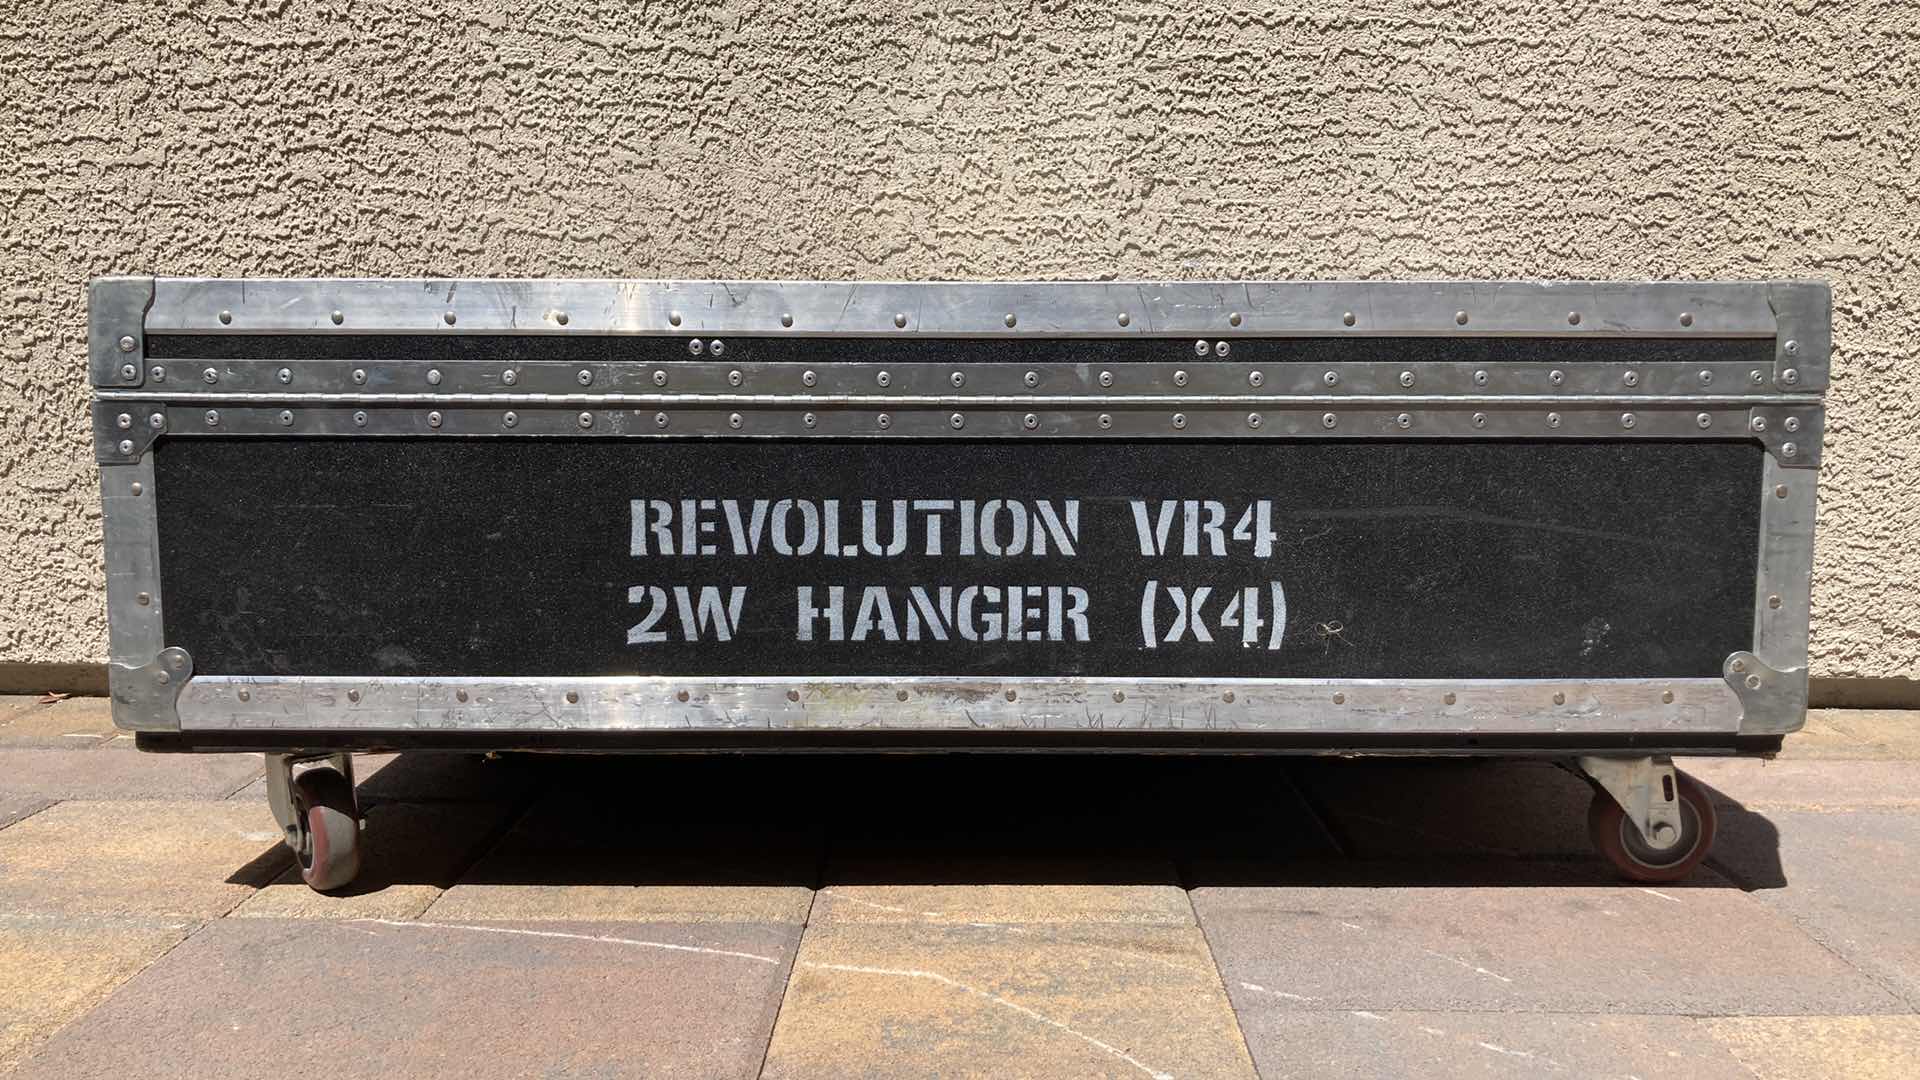 REVOLUTION VR4
2W HANGER (X4)